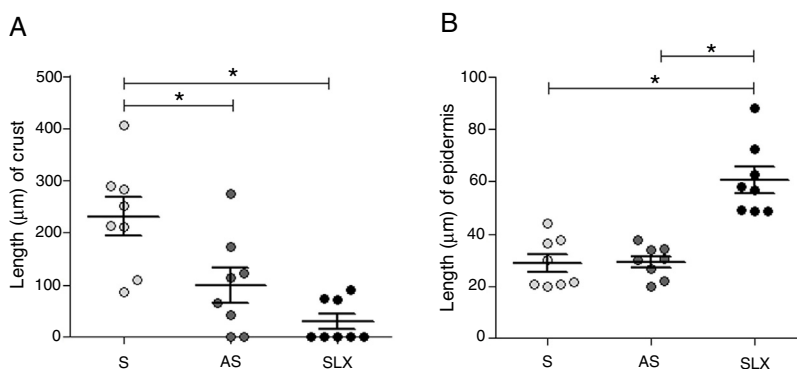 A
Length (μm) of crust
500
400
300
200
100
0
*
*
S
AS
SLX
B
Length (μm) of epidermis
100
80
60
40
20
0
*
*
S
AS
SLX